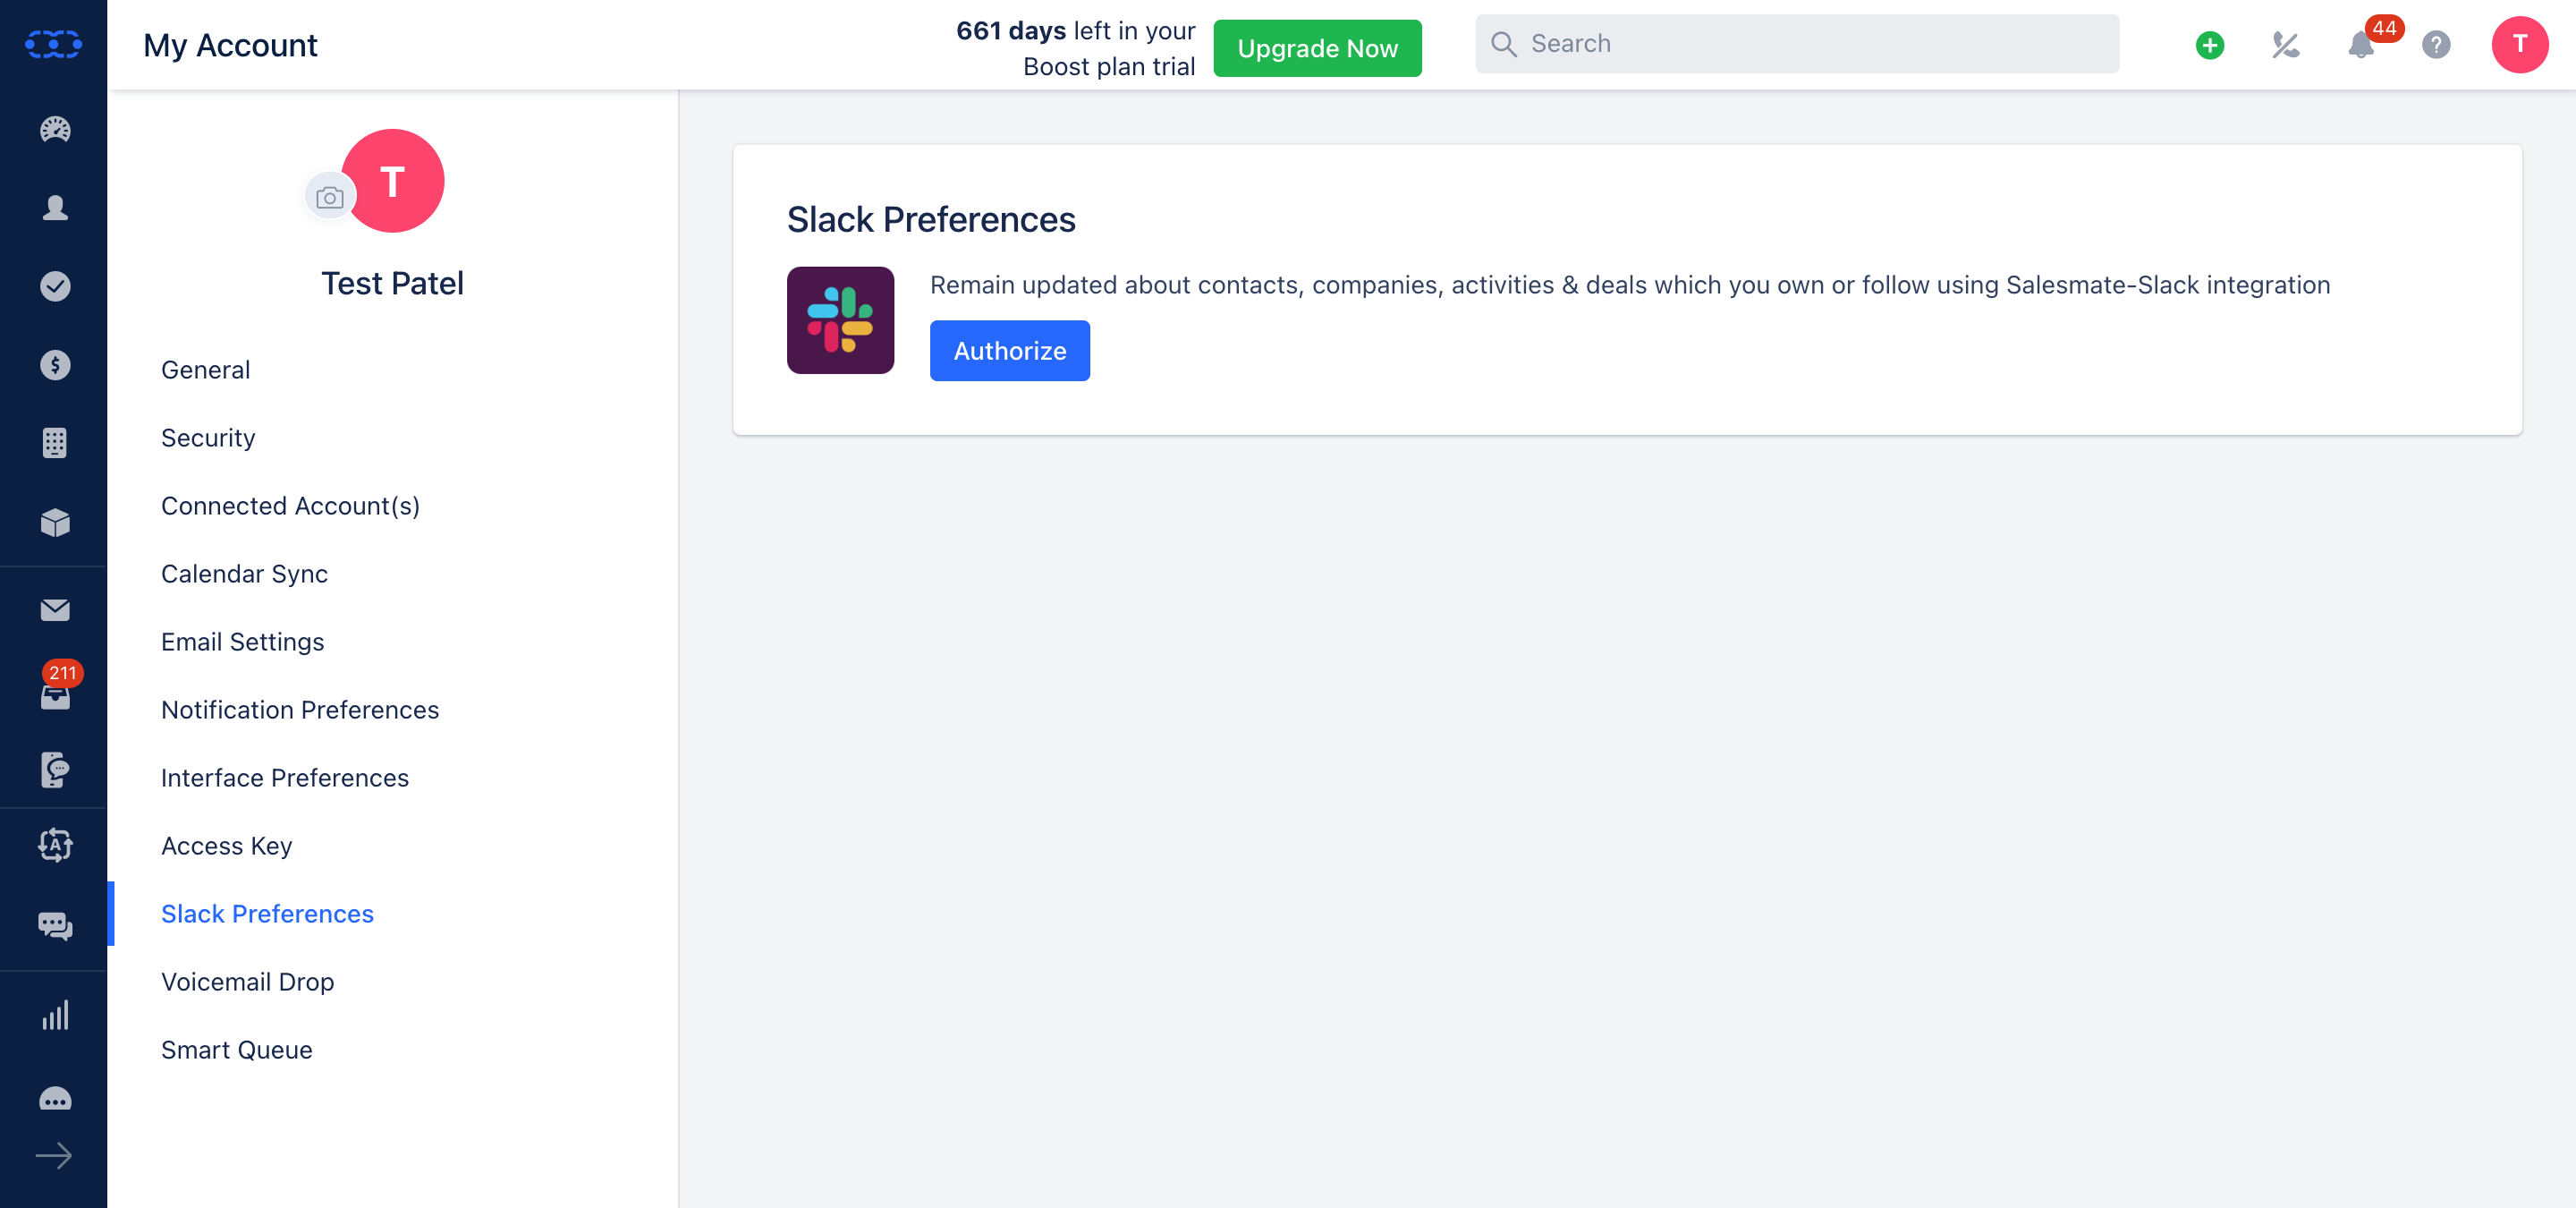 My Account
661 days left in your
Boost plan trial
Upgrade Now
Search
44
?
T
T
Test Patel
General
Security
Connected Account(s)
Calendar Sync
Email Settings
Notification Preferences
Interface Preferences
Access Key
Slack Preferences
Voicemail Drop
Smart Queue
$
211
A
Slack Preferences
Remain updated about contacts, companies, activities & deals which you own or follow using Salesmate-Slack integration
Authorize